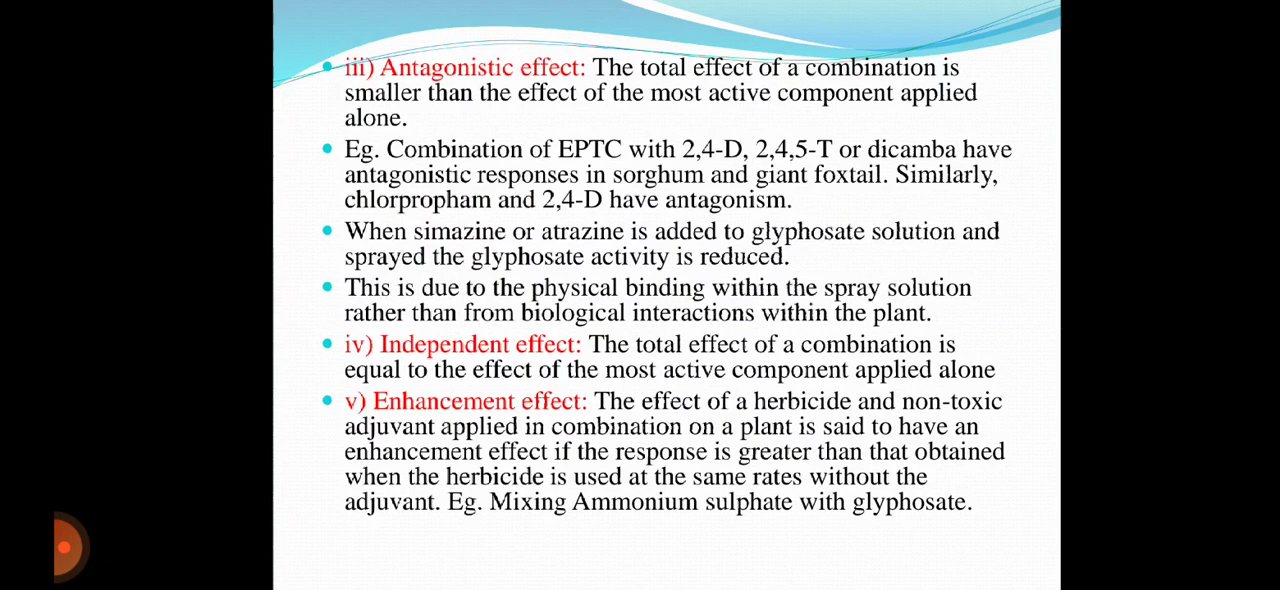 iii) Antagonistic effect: The total effect of a combination is
smaller than the effect of the most active component applied
alone.
Eg. Combination of EPTC with 2,4-D, 2,4,5-T or dicamba have
antagonistic responses in sorghum and giant foxtail. Similarly,
chlorpropham and 2,4-D have antagonism.
When simazine or atrazine is added to glyphosate solution and
sprayed the glyphosate activity is reduced.
This is due to the physical binding within the spray solution
rather than from biological interactions within the plant.
iv) Independent effect: The total effect of a combination is
equal to the effect of the most active component applied alone
v) Enhancement effect: The effect of a herbicide and non-toxic
adjuvant applied in combination on a plant is said to have an
enhancement effect if the response is greater than that obtained
when the herbicide is used at the same rates without the
adjuvant. Eg. Mixing Ammonium sulphate with glyphosate.